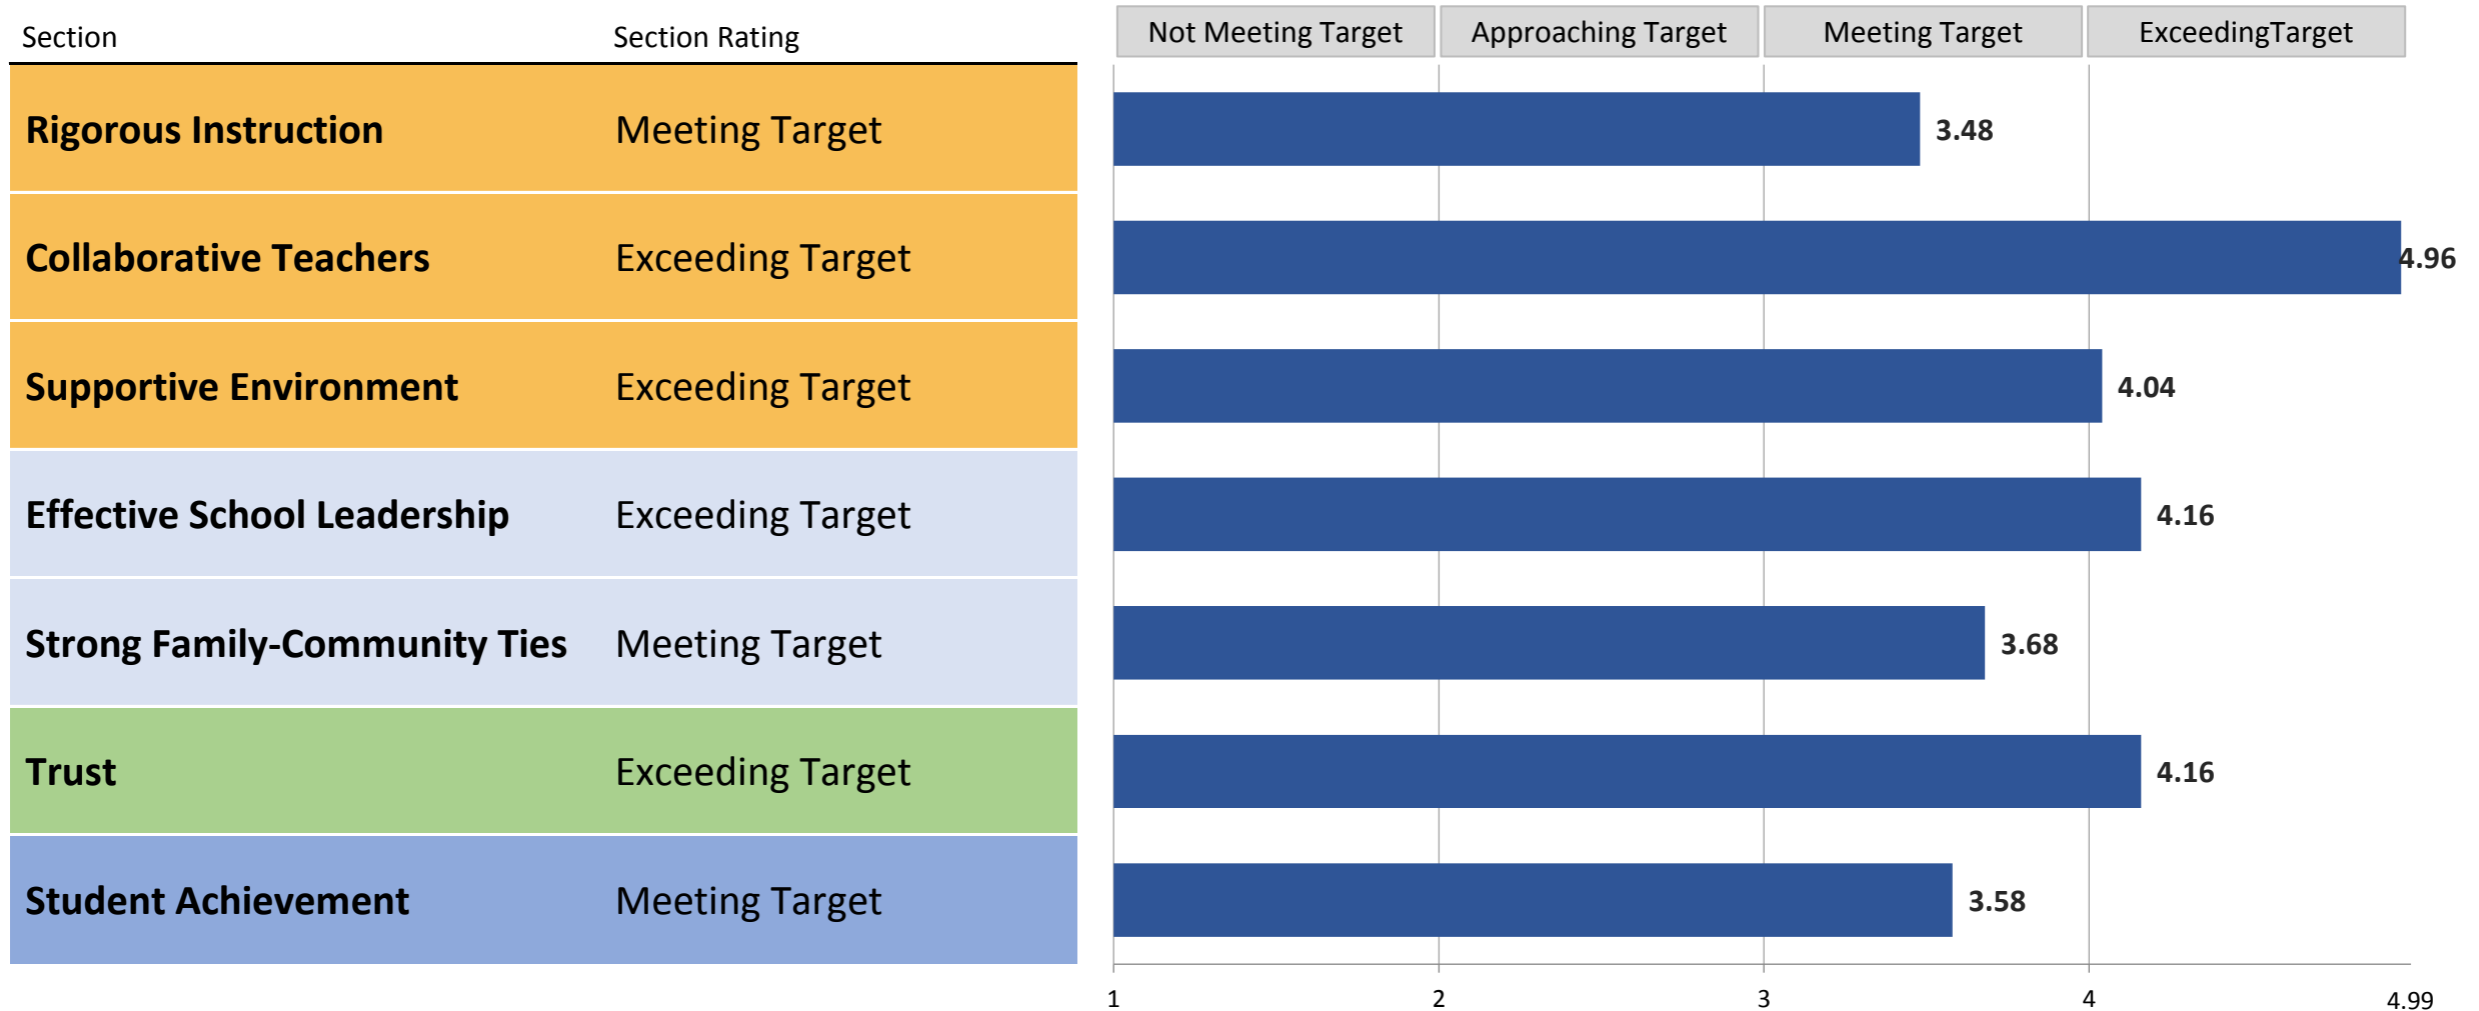 Section Section Rating Not Meeting Target Approaching Target Meeting Target ExceedingTarget
Rigorous Instruction Meeting Target 3.48
Collaborative Teachers Exceeding Target 4.96
Supportive Environment Exceeding Target 4.04
Effective School Leadership Exceeding Target 4.16
Strong Family-Community Ties Meeting Target 3.68
Trust Exceeding Target 4.16
Student Achievement Meeting Target 3.58
1 2 3 4 4.99